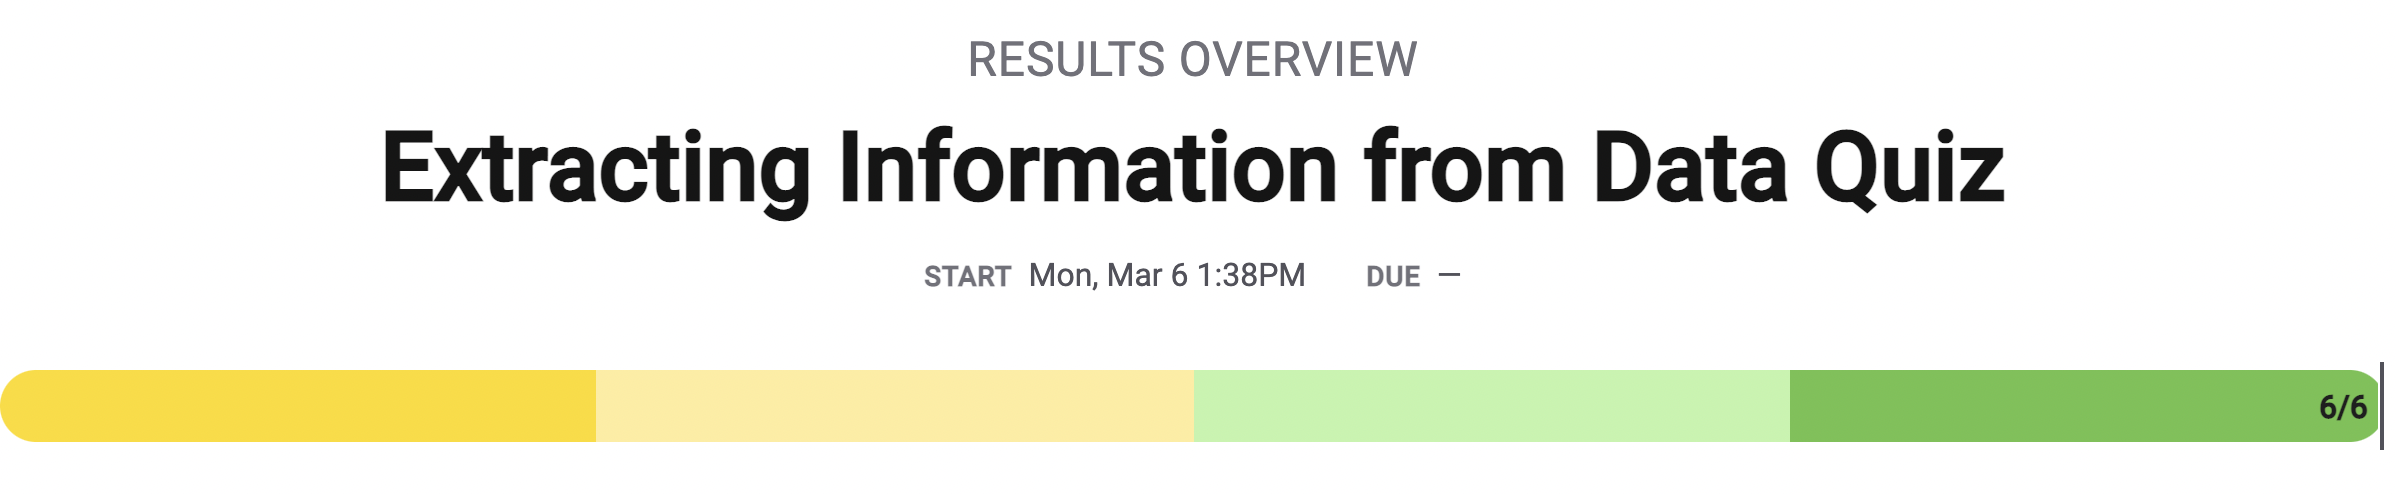 RESULTS OVERVIEW
Extracting Information from Data Quiz
START Mon, Mar 6 1:38PM DUE —
6/6